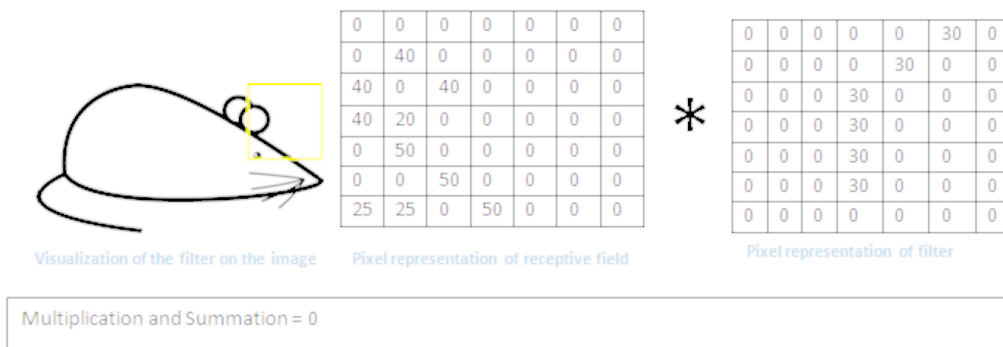 0 0 0 0 0 0 0
0 40 0 0 0 0 0
40 0 40 0 0 0 0
40 20 0 0 0 0 0
0 50 0 0 0 0 0
0 0 50 0 0 0 0
25 25 0 50 0 0 0
*
0 0 0 0 0 30 0
0 0 0 0 30 0 0
0 0 0 30 0 0 0
0 0 0 30 0 0 0
0 0 0 30 0 0 0
0 0 0 30 0 0 0
0 0 0 0 0 0 0
Visualization of the filter on the image
Pixel representation of receptive field
Pixel representation of filter
Multiplication and Summation = 0